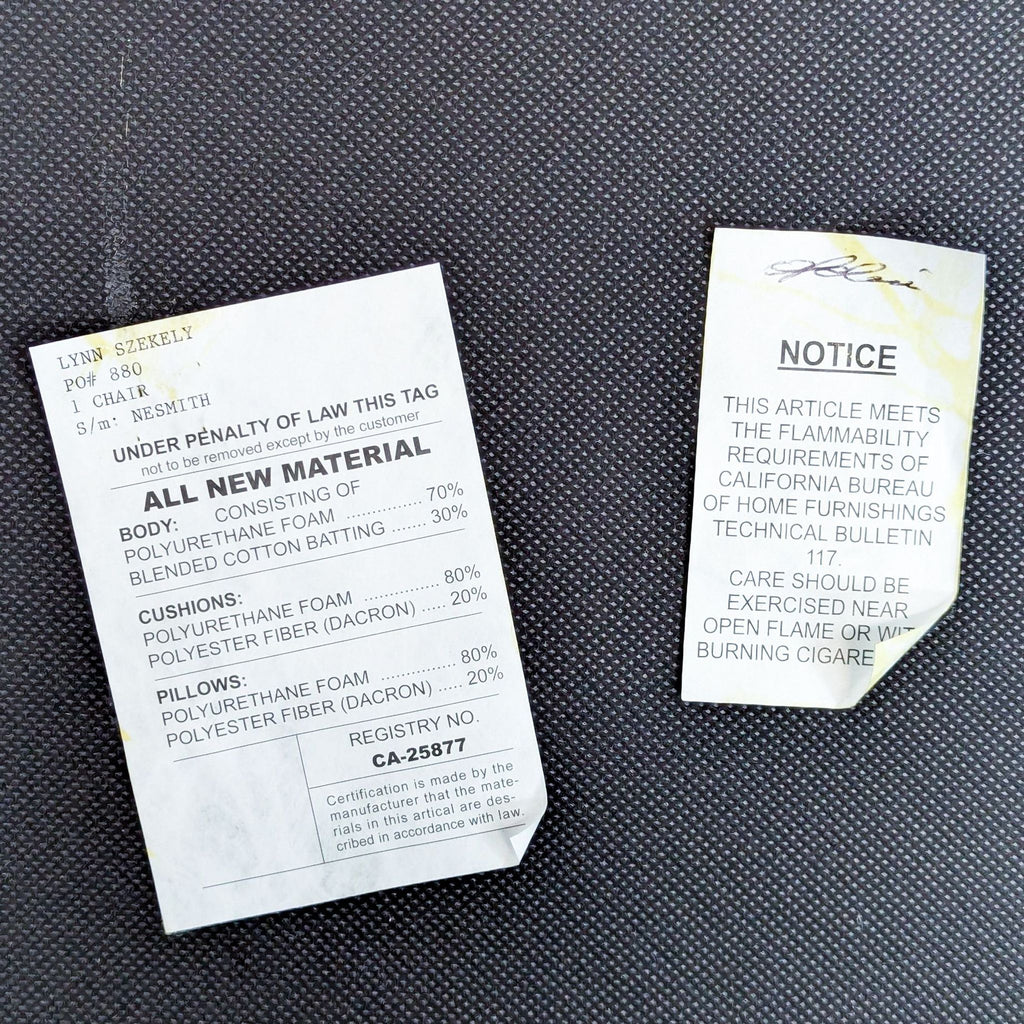 LYNN SZEKELY
PO# 880
1 CHAIR
S/m: NESMITH
UNDER PENALTY OF LAW THIS TAG
not to be removed except by the customer
ALL NEW MATERIAL
CONSISTING OF
BODY:
POLYURETHANE FOAM .............. 70%
BLENDED COTTON BATTING ....... 30%
CUSHIONS:
POLYURETHANE FOAM .............. 80%
POLYESTER FIBER (DACRON) ..... 20%
PILLOWS:
POLYURETHANE FOAM .............. 80%
POLYESTER FIBER (DACRON) ..... 20%
REGISTRY NO.
CA-25877
Certification is made by the
manufacturer that the mate-
rials in this artical are des-
cribed in accordance with law.
NOTICE
THIS ARTICLE MEETS
THE FLAMMABILITY
REQUIREMENTS OF
CALIFORNIA BUREAU
OF HOME FURNISHINGS
TECHNICAL BULLETIN
117.
CARE SHOULD BE
EXERCISED NEAR
OPEN FLAME OR
BURNING